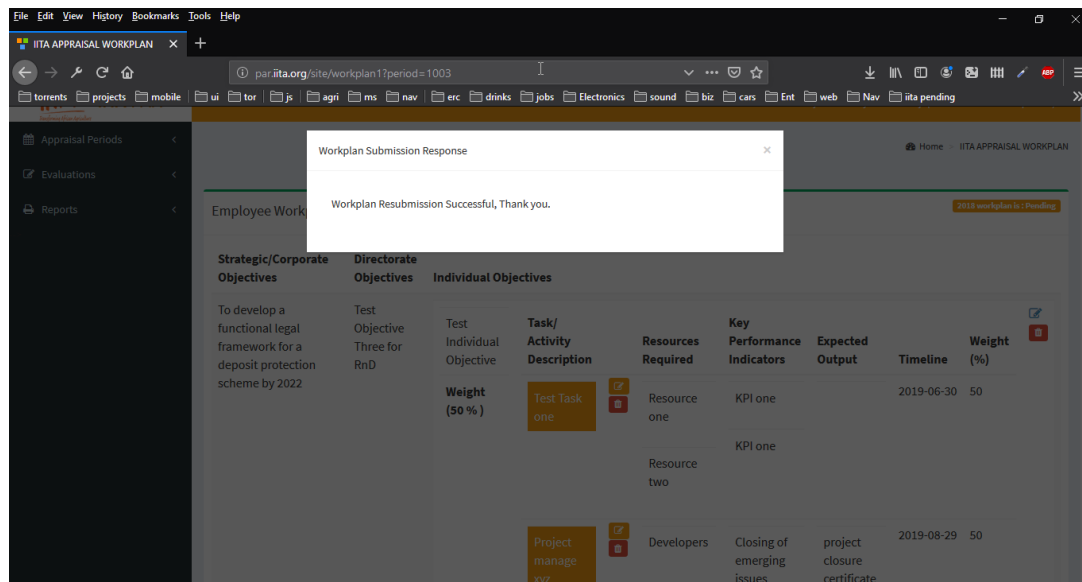 File Edit View History Bookmarks Tools Help
IITA APPRAISAL WORKPLAN
par.iita.org/site/workplan1?period=1003
torrents projects mobile ui tor js agri ms nav erc drinks jobs Electronics sound biz cars Ent web Nav iita pending
Appraisal Periods
Evaluations
Reports
Home IITA APPRAISAL WORKPLAN
Workplan Submission Response
×
Workplan Resubmission Successful, Thank you.
Employee
2018 workplan is : Pending
Strategic/Corporate Objectives
Directorate Objectives
Individual Objectives
To develop a functional legal framework for a deposit protection scheme by 2022
Test Objective Three for RnD
Test Individual Objective
Task/ Activity Description
Resources Required
Key Performance Indicators
Expected Output
Timeline
Weight (%)
Weight (50 % )
Test Task one
Resource one
Resource two
KPI one
KPI one
2019-06-30
50
Project manage xyz
Developers
Closing of emerging issues
project closure certificate
2019-08-29
50